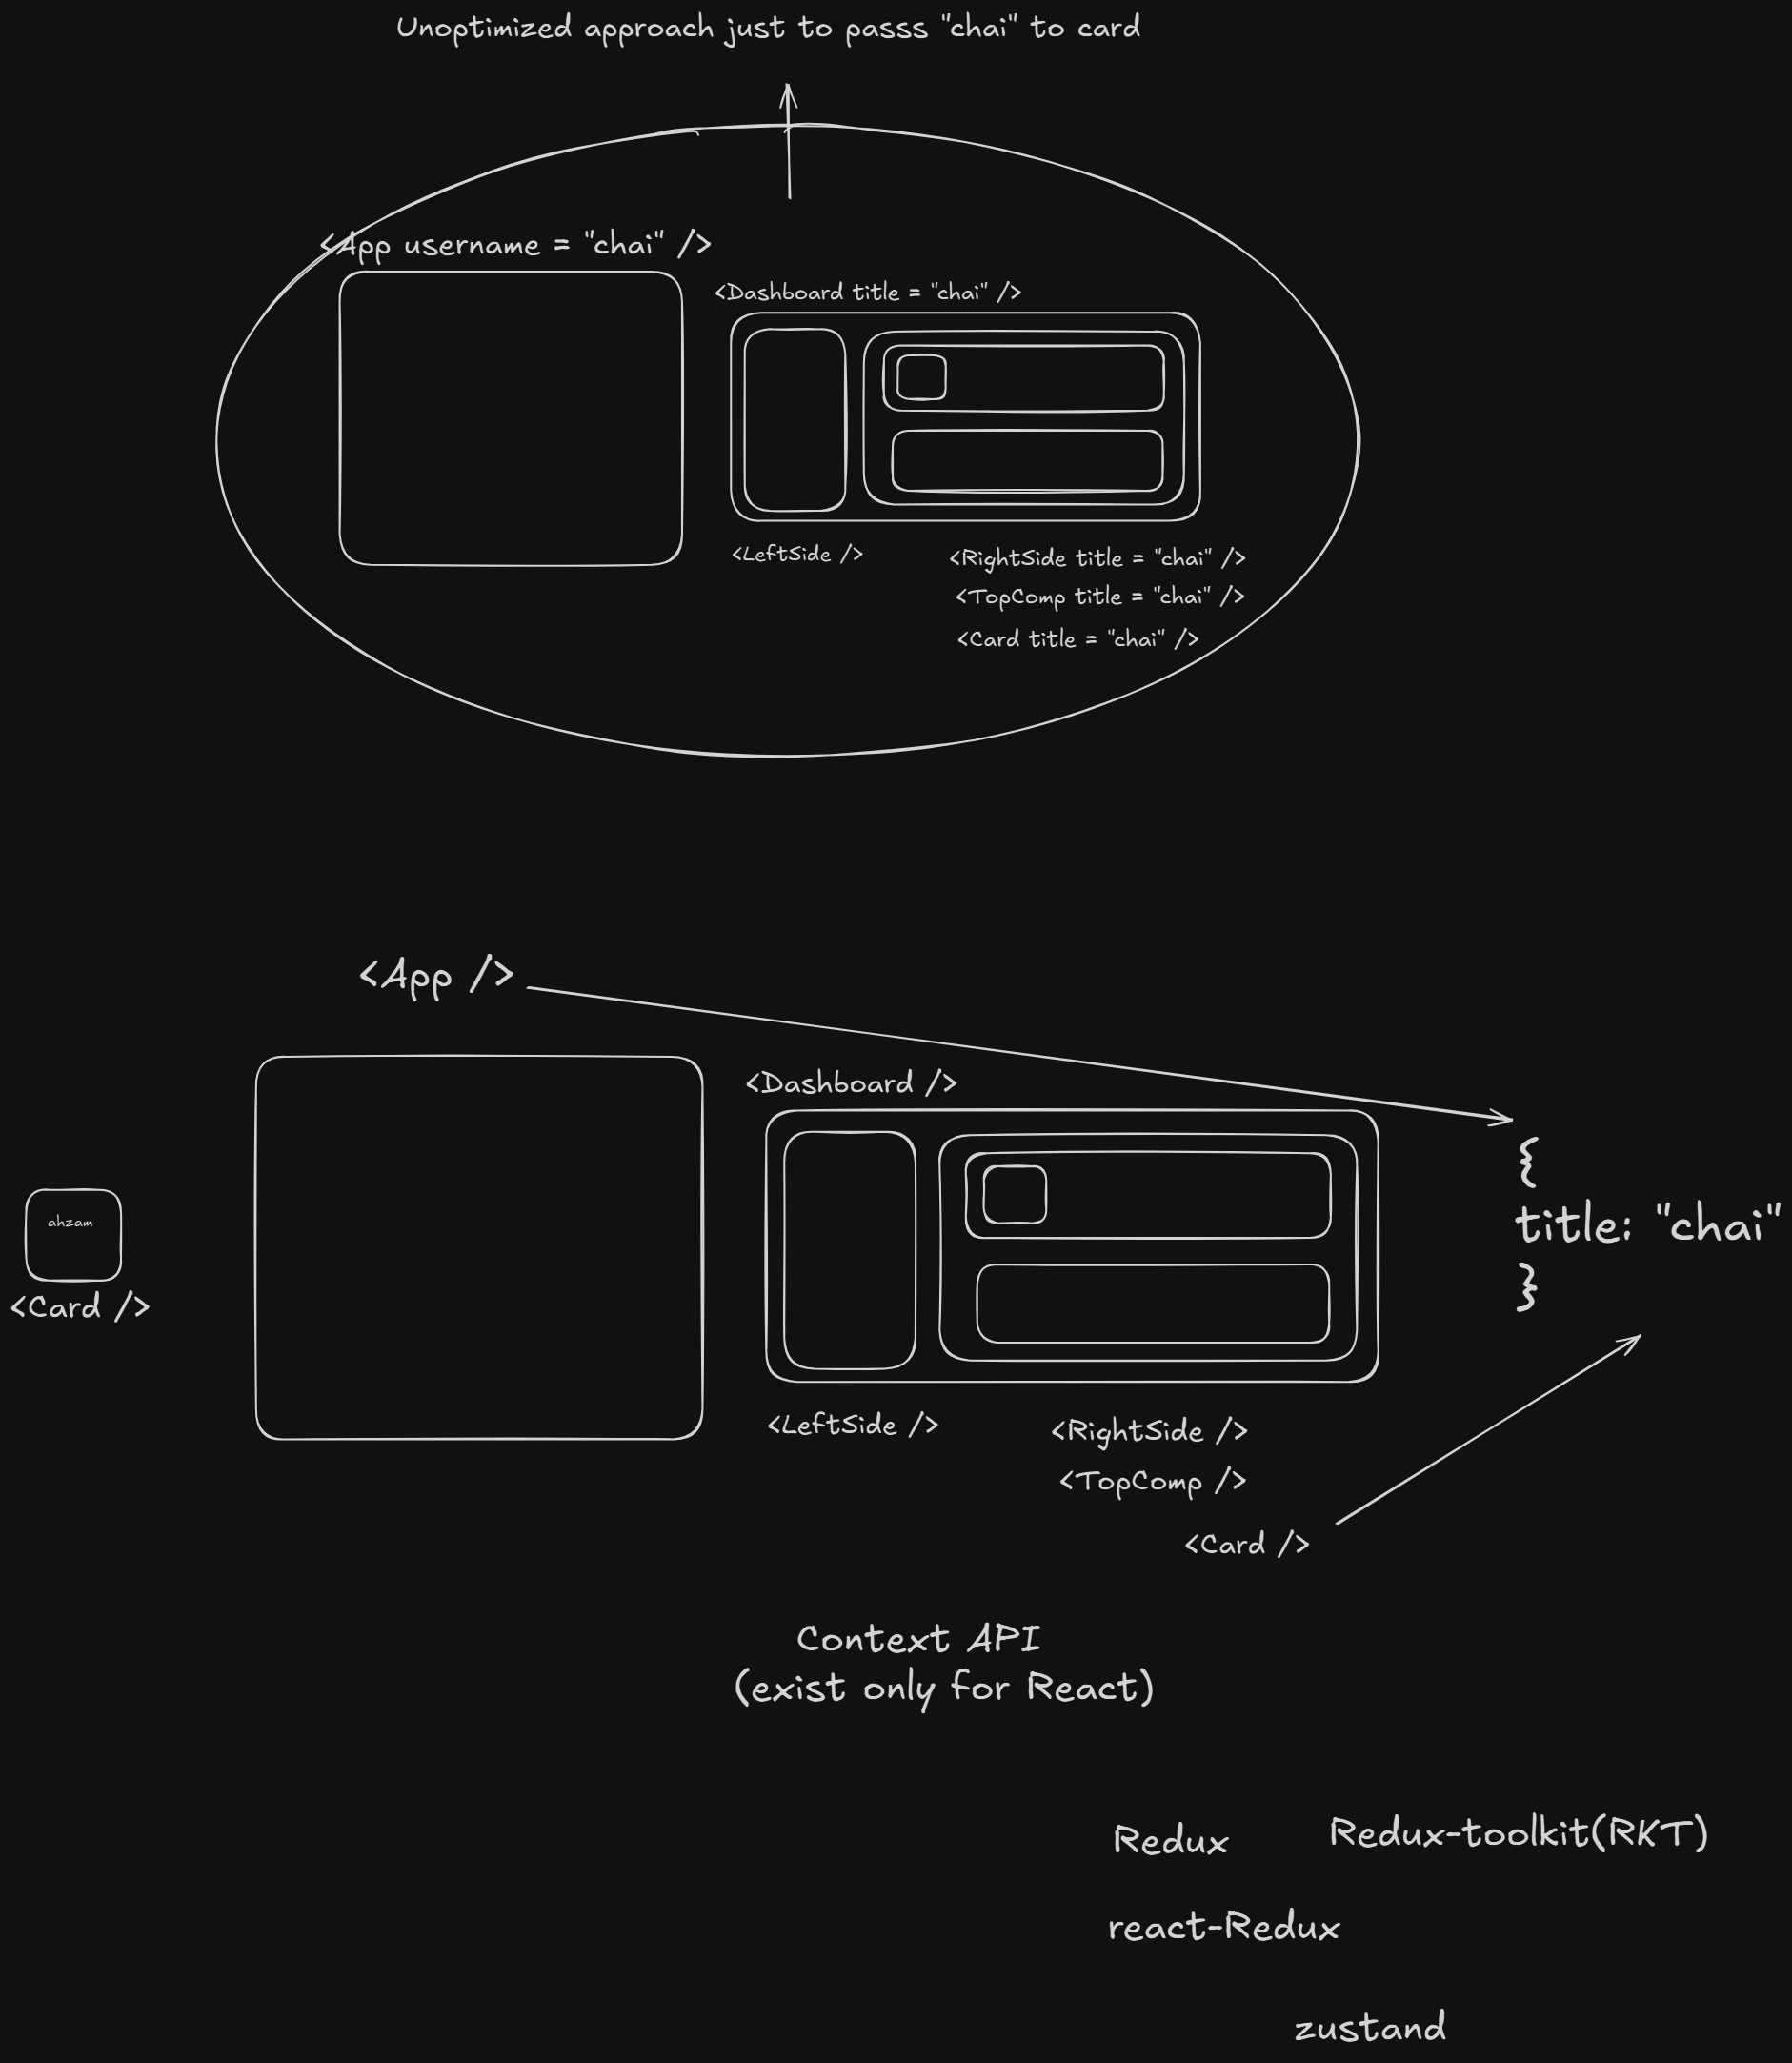 Unoptimized approach just to passs "chai" to card
<App username = "chai" />
<Dashboard title = "chai" />
<LeftSide />
<RightSide title = "chai" />
<TopComp title = "chai" />
<Card title = "chai" />
<App />
<Dashboard />
{
title: "chai"
}
ahzam
<Card />
<LeftSide />
<RightSide />
<TopComp />
<Card />
Context API
(exist only for React)
Redux
Redux-toolkit(RKT)
react-Redux
zustand